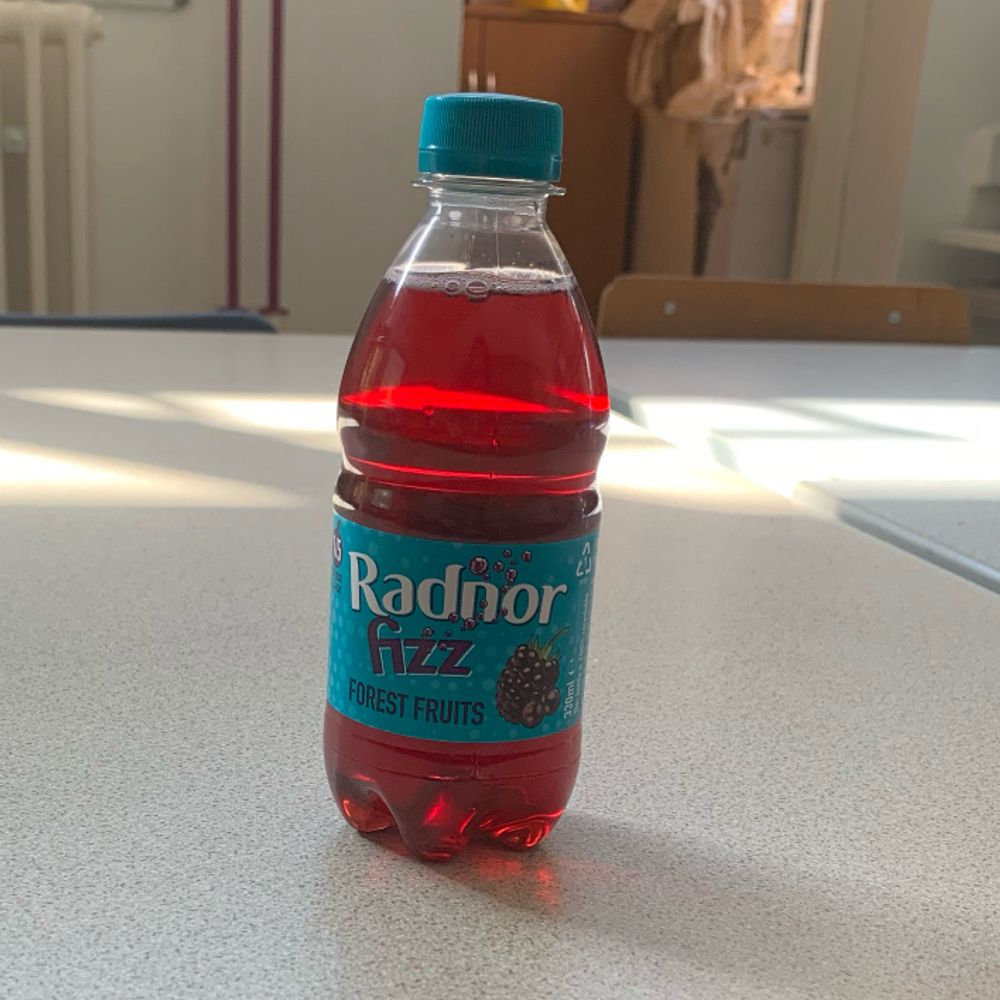 Radnor
fizz
FOREST FRUITS
330ml e